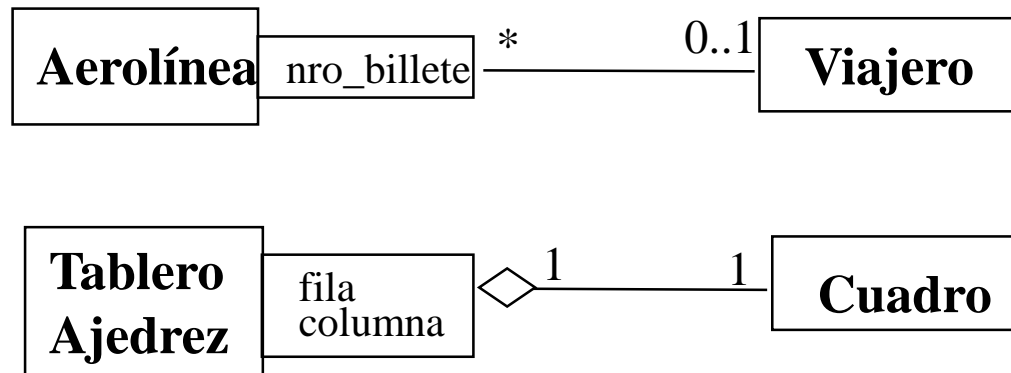 Aerolínea nro_billete * 0..1 Viajero
Tablero
Ajedrez
fila
columna
1 1 Cuadro